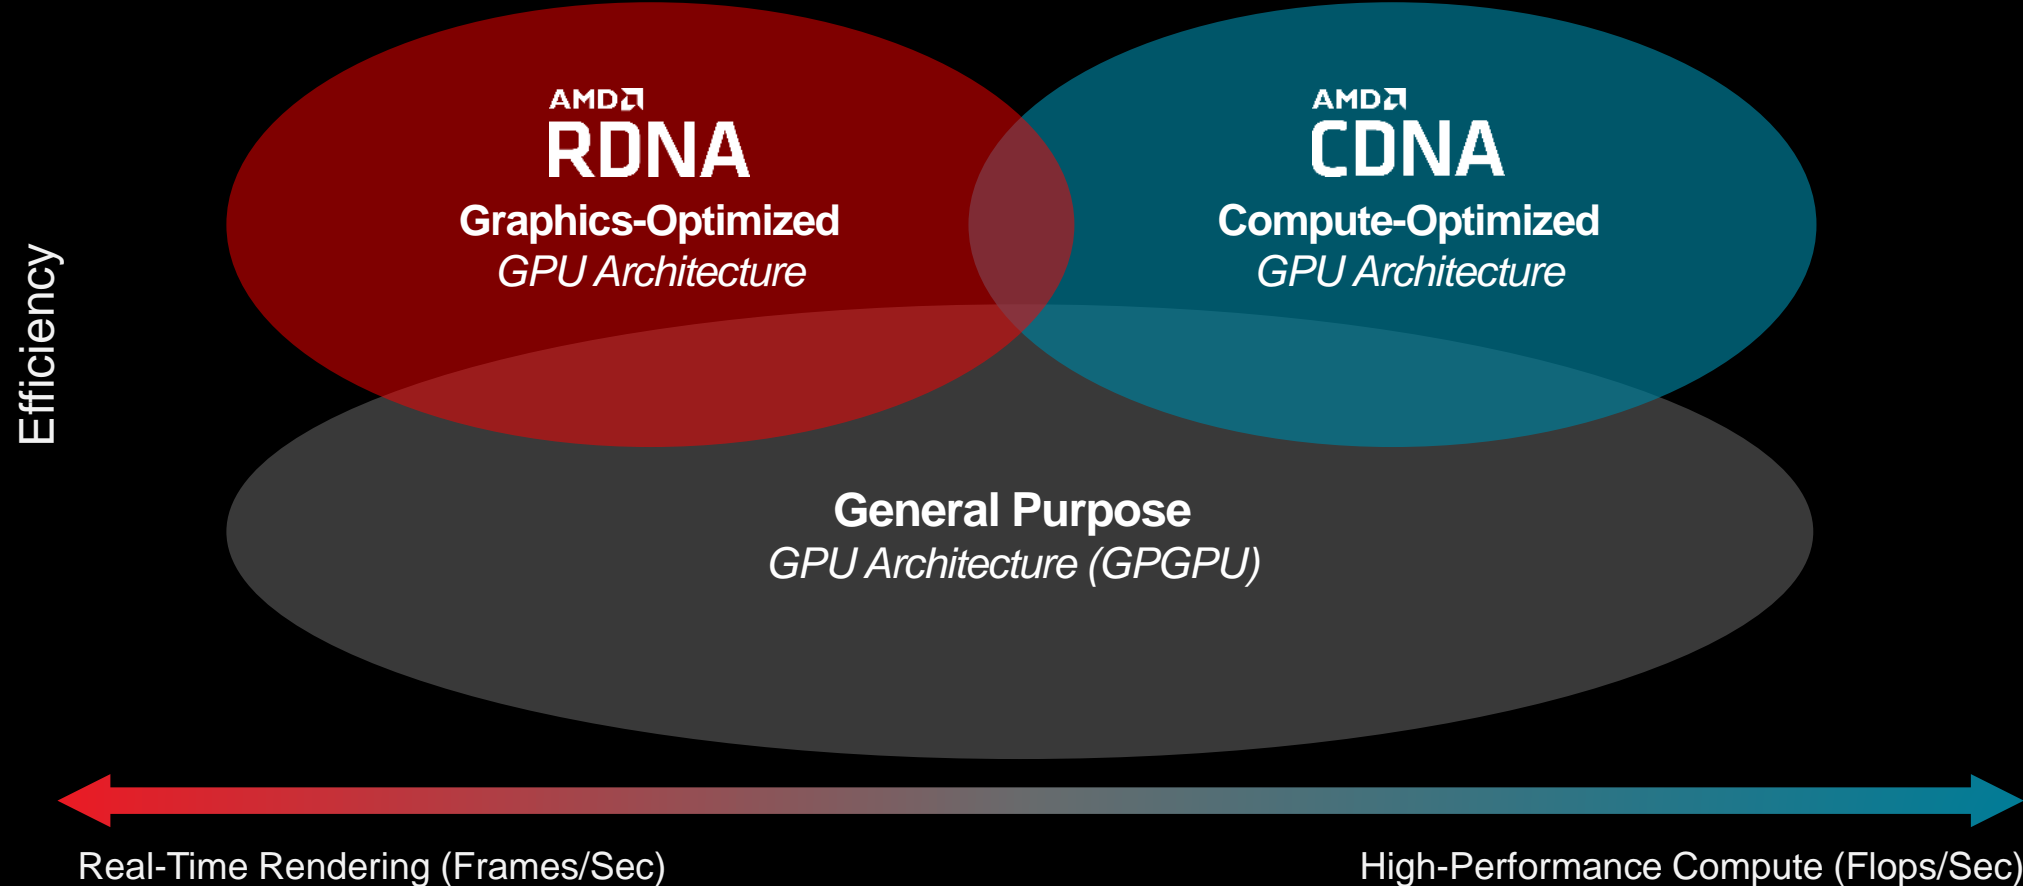 AMD
RDNA
Graphics-Optimized
GPU Architecture
AMD
CDNA
Compute-Optimized
GPU Architecture
Efficiency
General Purpose
GPU Architecture (GPGPU)
Real-Time Rendering (Frames/Sec)
High-Performance Compute (Flops/Sec)